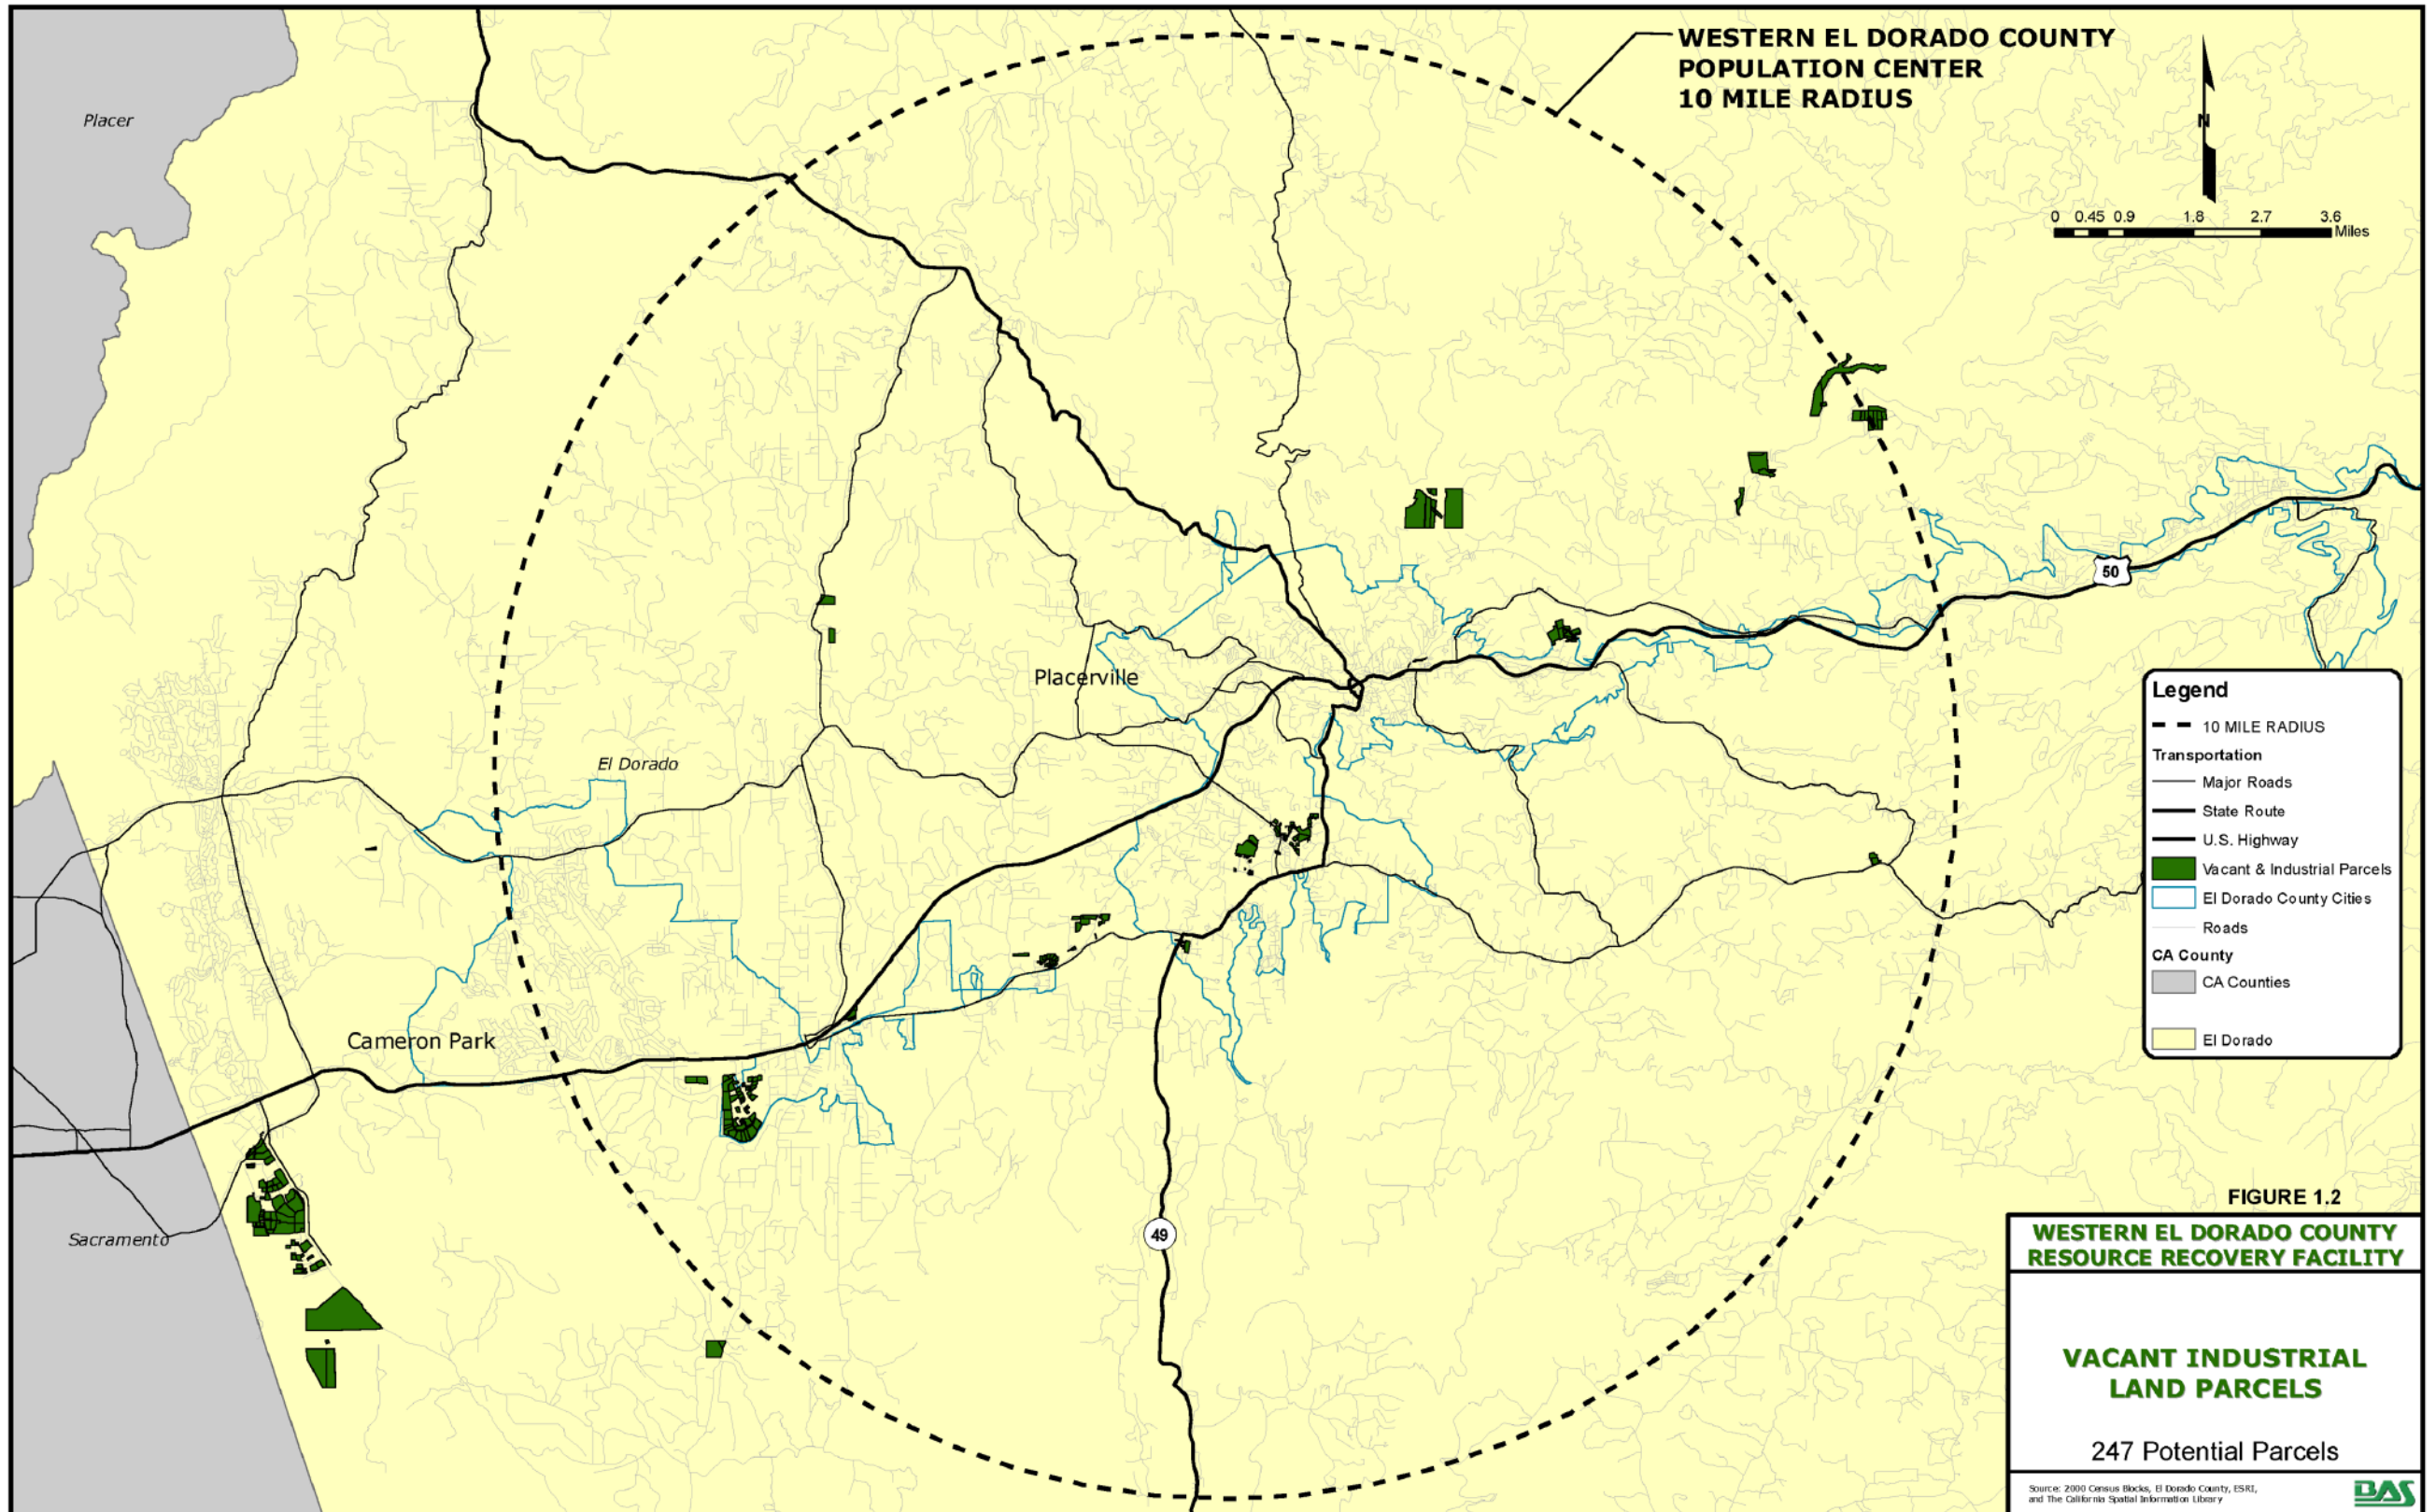 WESTERN EL DORADO COUNTY
POPULATION CENTER
10 MILE RADIUS
Placer
N
0 0.45 0.9 1.8 2.7 3.6
Miles
50
Placerville
El Dorado
Cameron Park
Sacramento
49
Legend
10 MILE RADIUS
Transportation
Major Roads
State Route
U.S. Highway
Vacant & Industrial Parcels
El Dorado County Cities
Roads
CA County
CA Counties
El Dorado
FIGURE 1.2
WESTERN EL DORADO COUNTY
RESOURCE RECOVERY FACILITY
VACANT INDUSTRIAL
LAND PARCELS
247 Potential Parcels
Source: 2000 Census Blocks, El Dorado County, ESRI,
and The California Spatial Information Library
BAS